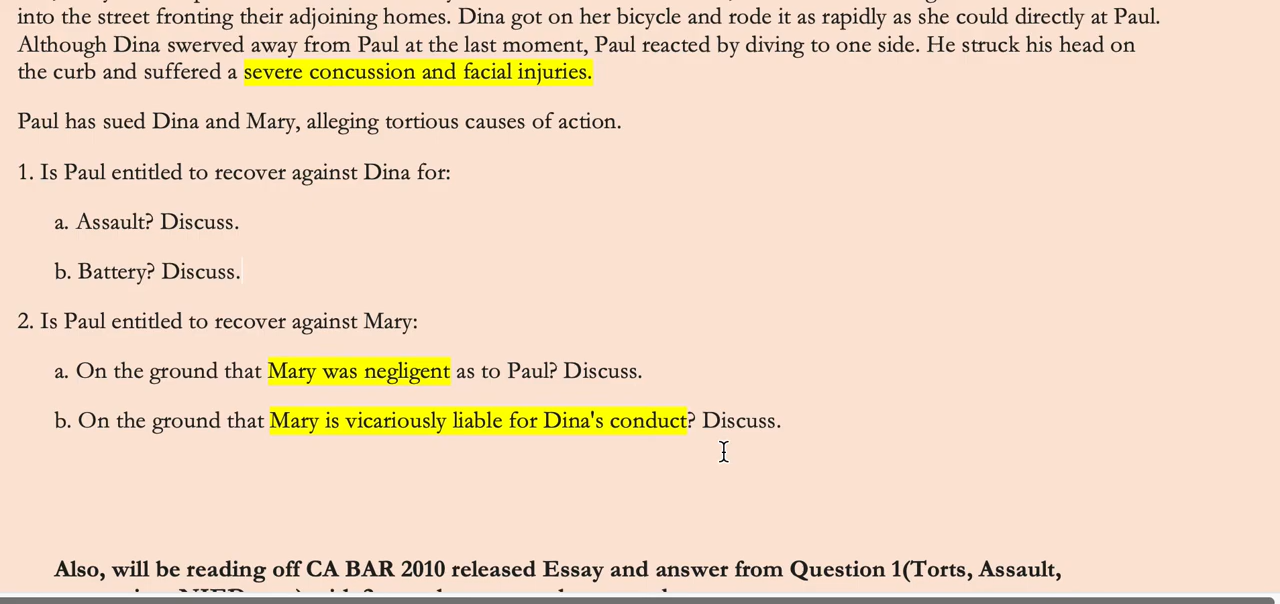 into the street fronting their adjoining homes. Dina got on her bicycle and rode it as rapidly as she could directly at Paul.
Although Dina swerved away from Paul at the last moment, Paul reacted by diving to one side. He struck his head on
the curb and suffered a severe concussion and facial injuries.
Paul has sued Dina and Mary, alleging tortious causes of action.
1. Is Paul entitled to recover against Dina for:
a. Assault? Discuss.
b. Battery? Discuss.
2. Is Paul entitled to recover against Mary:
a. On the ground that Mary was negligent as to Paul? Discuss.
b. On the ground that Mary is vicariously liable for Dina's conduct? Discuss.
Also, will be reading off CA BAR 2010 released Essay and answer from Question 1(Torts, Assault,